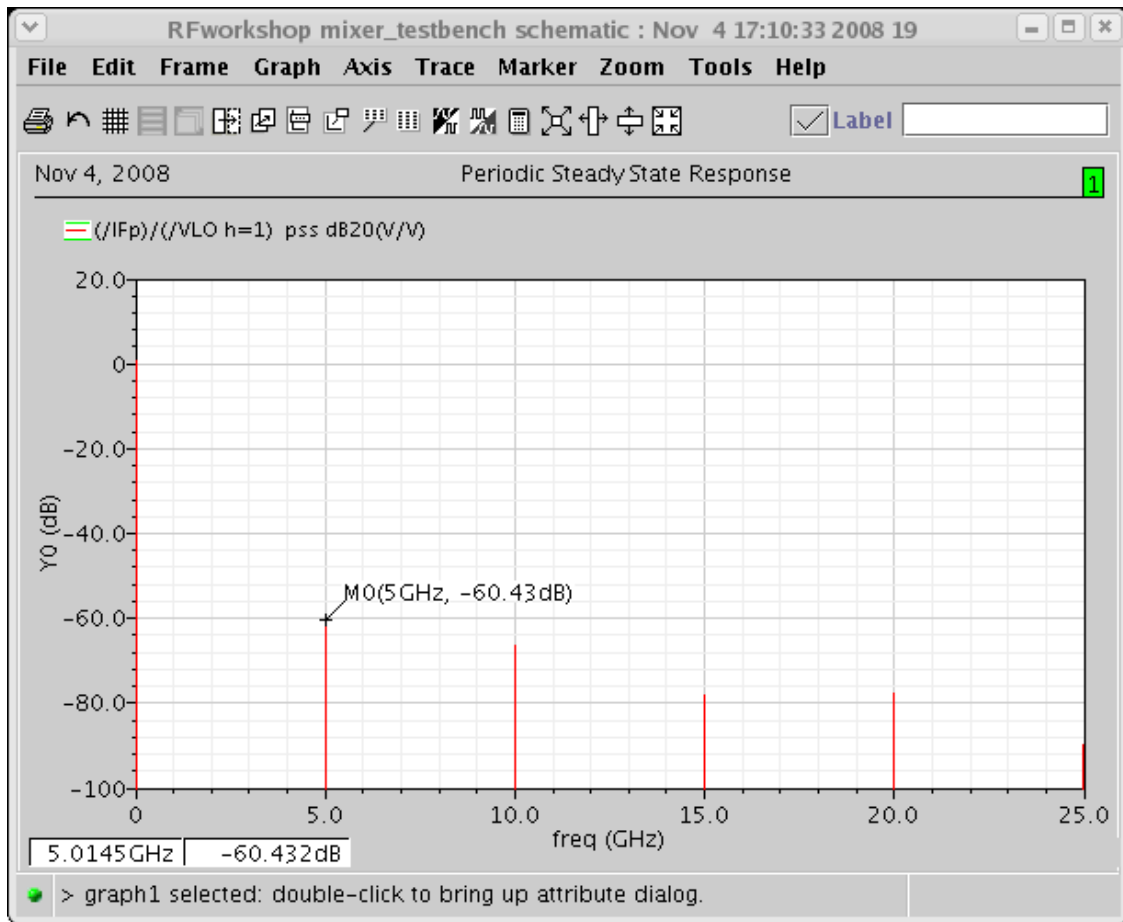 RFworkshop mixer_testbench schematic : Nov  4 17:10:33 2008 19
File Edit Frame Graph Axis Trace Marker Zoom Tools Help
Label
Nov 4, 2008 Periodic Steady State Response 1
(/IFp)/(/VLO h=1) pss dB20(V/V)
20.0
0
-20.0
-40.0
-60.0
-80.0
-100
Y0 (dB)
M0(5GHz, -60.43dB)
0 5.0 10.0 15.0 20.0 25.0
freq (GHz)
5.0145GHz -60.432dB
> graph1 selected: double-click to bring up attribute dialog.